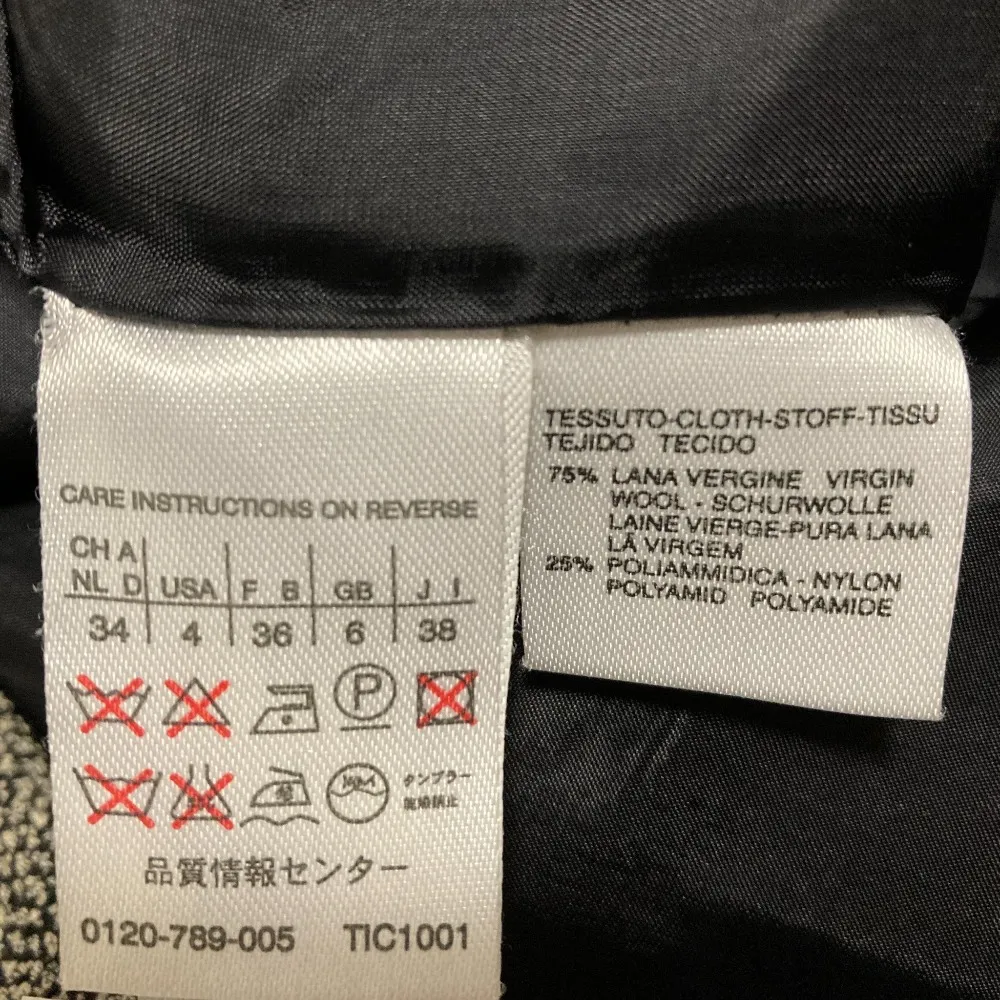 CARE INSTRUCTIONS ON REVERSE
CH A
NL D USA F B GB J I
34 4 36 6 38
P
タンブラー
乾燥禁止
品質情報センター
0120-789-005 TIC1001
TESSUTO-CLOTH-STOFF-TISSU
TEJIDO TECIDO
75% LANA VERGINE VIRGIN
WOOL - SCHURWOLLE
LAINE VIERGE-PURA LANA
LÃ VIRGEM
25% POLIAMMIDICA - NYLON
POLYAMID POLYAMIDE